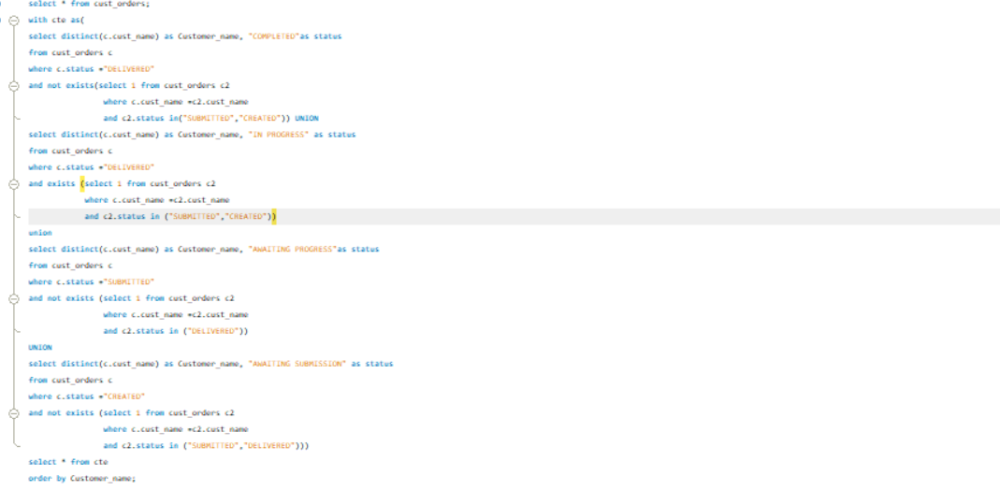 select * from cust_orders;
with cte as(
select distinct(c.cust_name) as Customer_name, "COMPLETED"as status
from cust_orders c
where c.status ="DELIVERED"
and not exists(select 1 from cust_orders c2
where c.cust_name =c2.cust_name
and c2.status in("SUBMITTED","CREATED")) UNION
select distinct(c.cust_name) as Customer_name, "IN PROGRESS" as status
from cust_orders c
where c.status ="DELIVERED"
and exists (select 1 from cust_orders c2
where c.cust_name =c2.cust_name
and c2.status in ("SUBMITTED","CREATED"))
union
select distinct(c.cust_name) as Customer_name, "AWAITING PROGRESS"as status
from cust_orders c
where c.status ="SUBMITTED"
and not exists (select 1 from cust_orders c2
where c.cust_name =c2.cust_name
and c2.status in ("DELIVERED"))
UNION
select distinct(c.cust_name) as Customer_name, "AWAITING SUBMISSION" as status
from cust_orders c
where c.status ="CREATED"
and not exists (select 1 from cust_orders c2
where c.cust_name =c2.cust_name
and c2.status in ("SUBMITTED","DELIVERED")))
select * from cte
order by Customer_name;